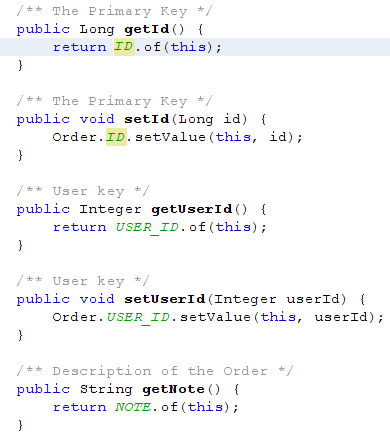 /** The Primary Key */
public Long getId() {
    return ID.of(this);
}
/** The Primary Key */
public void setId(Long id) {
    Order.ID.setValue(this, id);
}
/** User key */
public Integer getUserId() {
    return USER_ID.of(this);
}
/** User key */
public void setUserId(Integer userId) {
    Order.USER_ID.setValue(this, userId);
}
/** Description of the Order */
public String getNote() {
    return NOTE.of(this);
}